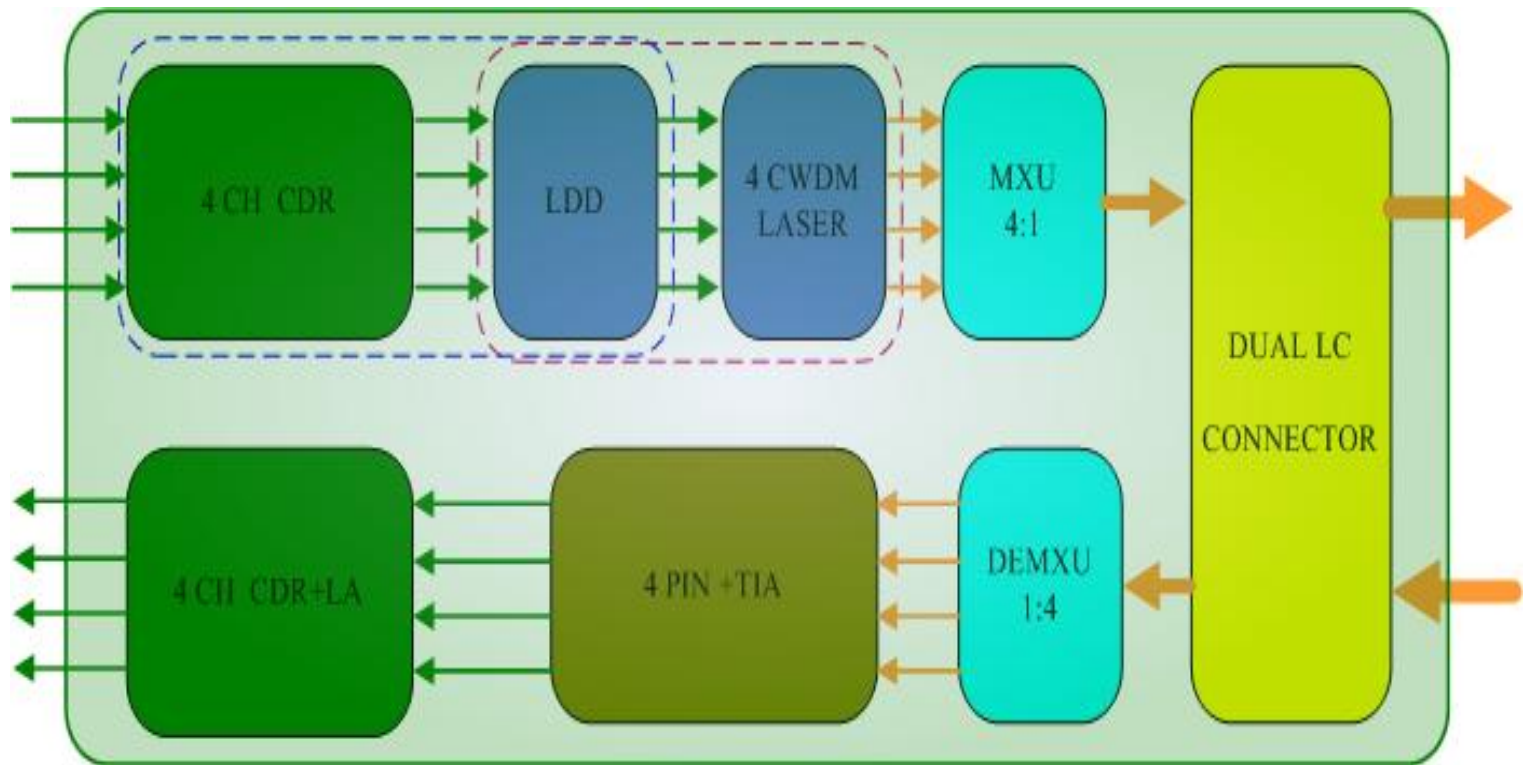 4 CH CDR
LDD
4 CWDM
LASER
MXU
4:1
DUAL LC
CONNECTOR
4 CH CDR+LA
4 PIN +TIA
DEMXU
1:4